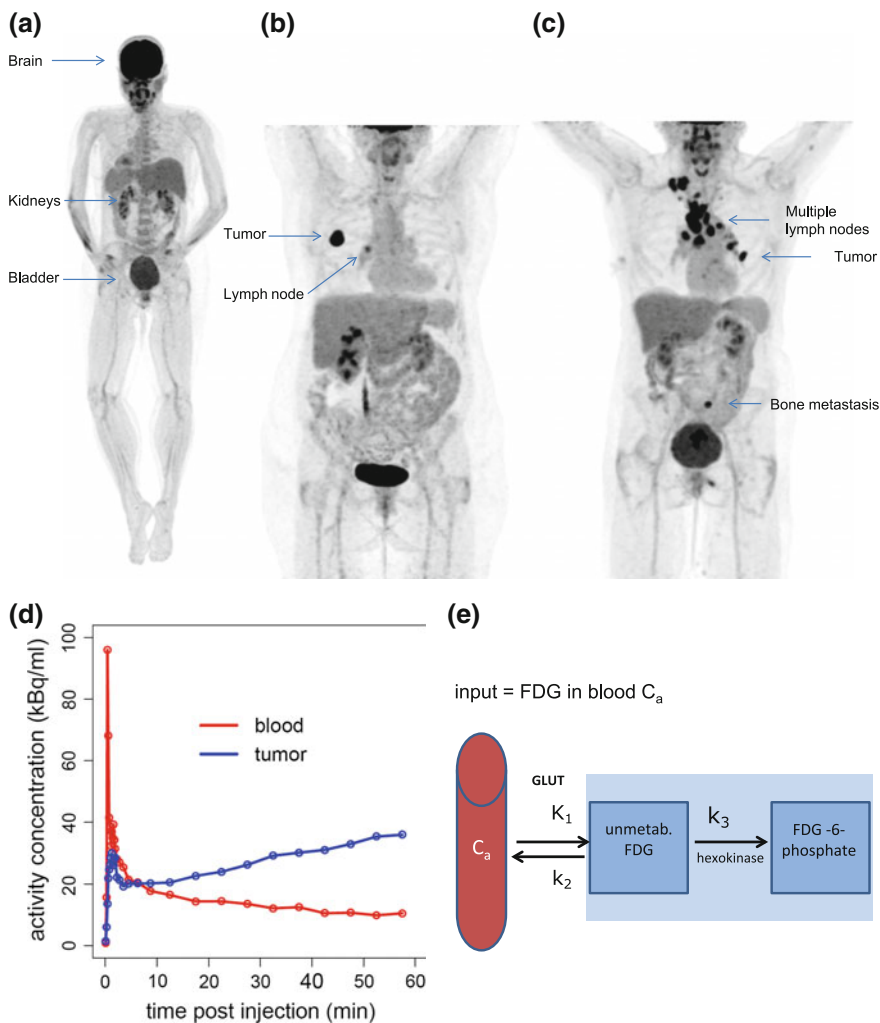 (a)
Brain
Kidneys
Bladder
(b)
Tumor
Lymph node
(c)
Multiple
lymph nodes
Tumor
Bone metastasis
(d)
activity concentration (kBq/ml)
100
80
60
40
20
0
blood
tumor
0 10 20 30 40 50 60
time post injection (min)
(e)
input = FDG in blood Ca
GLUT
Ca
K1
k2
unmetab.
FDG
k3
hexokinase
FDG -6-
phosphate